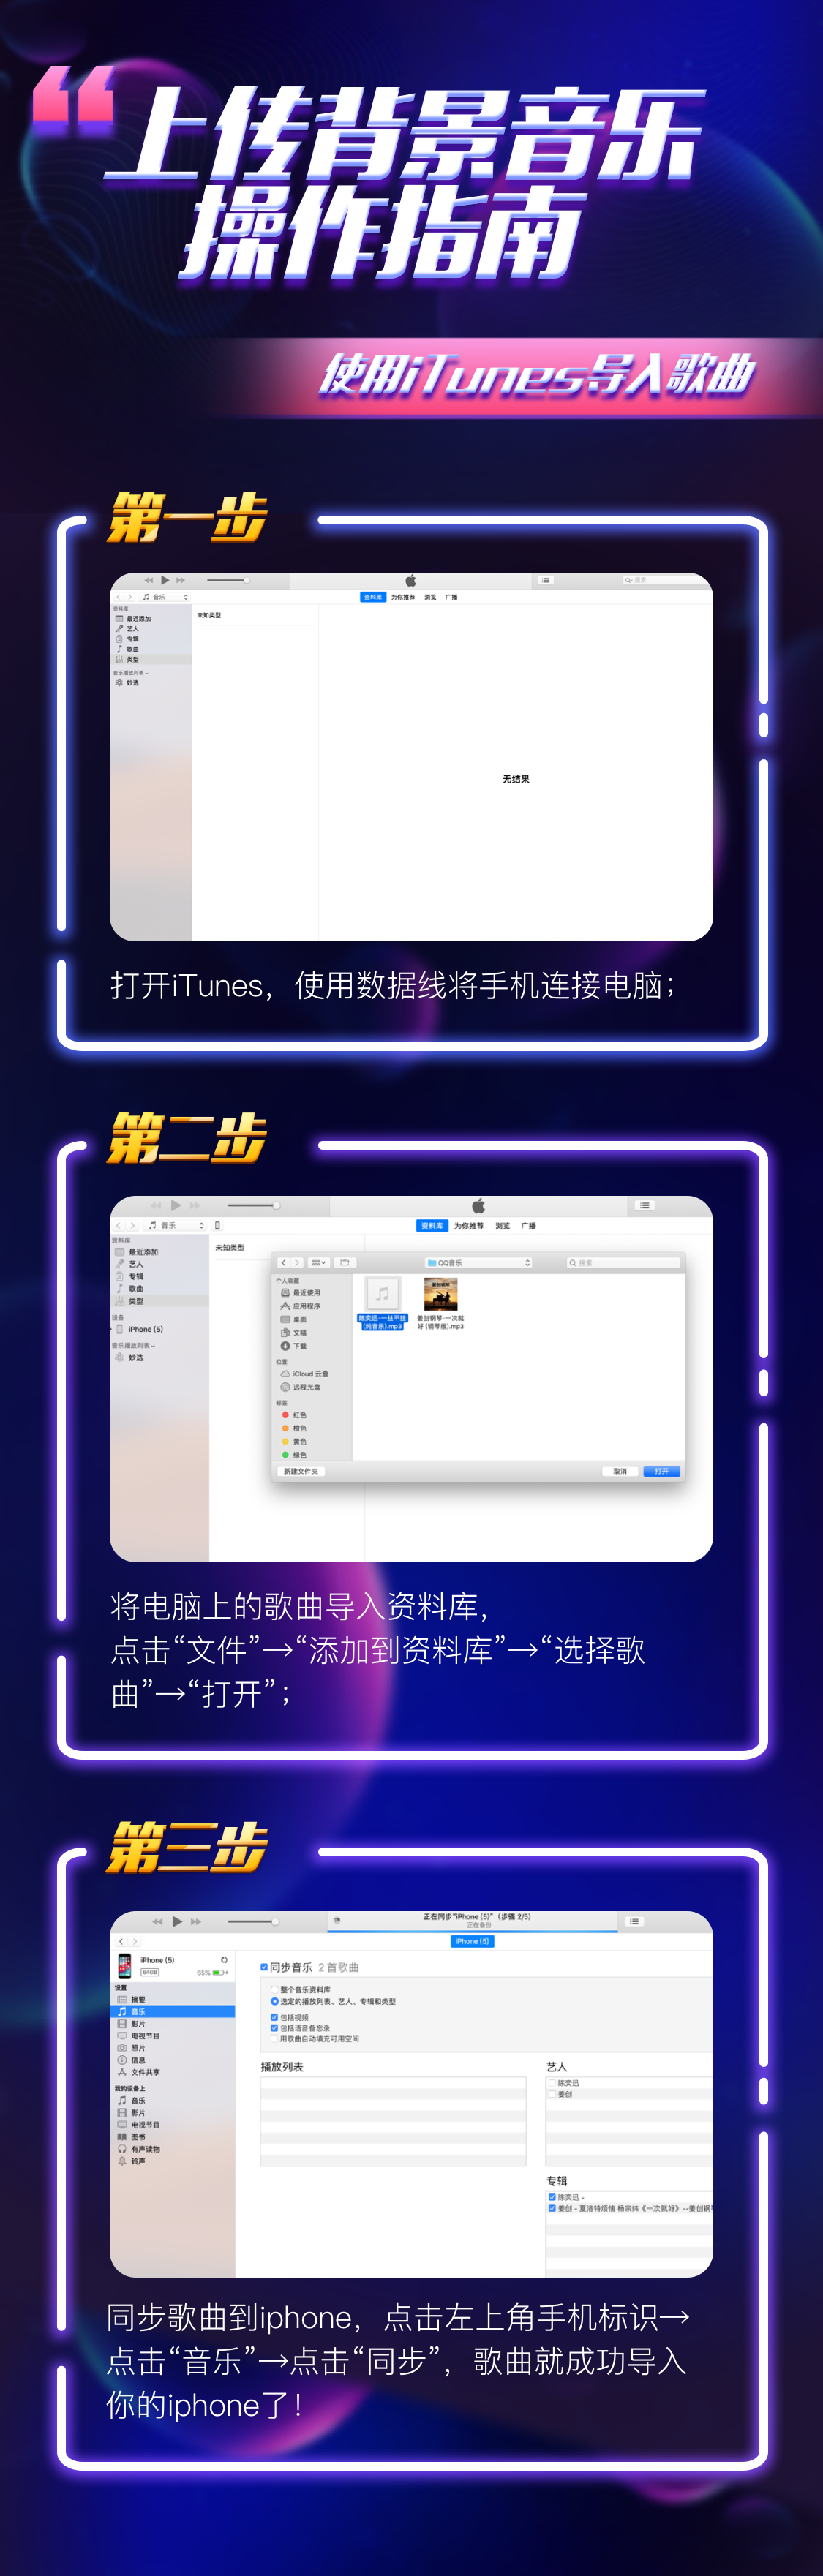 上传背景音乐
操作指南
使用iTunes导入歌曲
第一步
搜索
音乐
资料库 为你推荐 浏览 广播
资料库
最近添加
艺人
专辑
歌曲
类型
音乐播放列表
妙选
未知类型
无结果
打开iTunes，使用数据线将手机连接电脑；
第二步
音乐
资料库 为你推荐 浏览 广播
资料库
最近添加
艺人
专辑
歌曲
类型
设备
iPhone (5)
音乐播放列表
妙选
未知类型
QQ音乐
搜索
个人收藏
最近使用
应用程序
桌面
文稿
下载
位置
iCloud 云盘
远程光盘
标签
红色
橙色
黄色
绿色
陈奕迅-一丝不挂
(纯音乐).mp3
姜创钢琴-一次就
好 (钢琴版).mp3
新建文件夹
取消
打开
将电脑上的歌曲导入资料库，
点击“文件”→“添加到资料库”→“选择歌
曲”→“打开”；
第三步
正在同步“iPhone (5)”（步骤 2/5）
正在备份
iPhone (5)
iPhone (5)
64GB
65%
设置
摘要
音乐
影片
电视节目
照片
信息
文件共享
我的设备上
音乐
影片
电视节目
图书
有声读物
铃声
同步音乐 2 首歌曲
整个音乐资料库
选定的播放列表、艺人、专辑和类型
包括视频
包括语音备忘录
用歌曲自动填充可用空间
播放列表
艺人
陈奕迅
姜创
专辑
陈奕迅 -
姜创 - 夏洛特烦恼 杨宗纬《一次就好》--姜创钢琴
同步歌曲到iphone，点击左上角手机标识→
点击“音乐”→点击“同步”，歌曲就成功导入
你的iphone了！